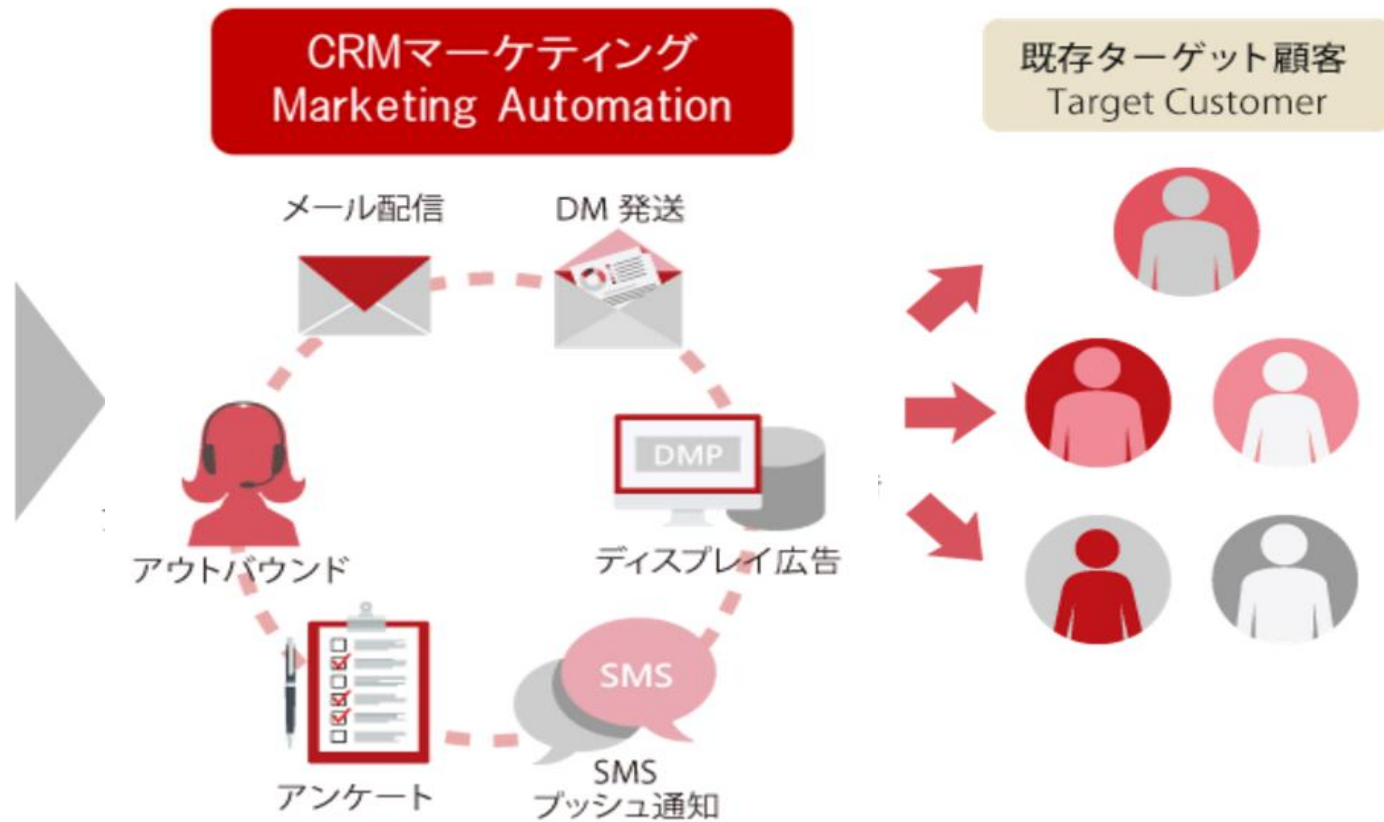 CRMマーケティング
Marketing Automation
既存ターゲット顧客
Target Customer
メール配信
DM 発送
DMP
アウトバウンド
ディスプレイ広告
SMS
アンケート
SMS
プッシュ通知